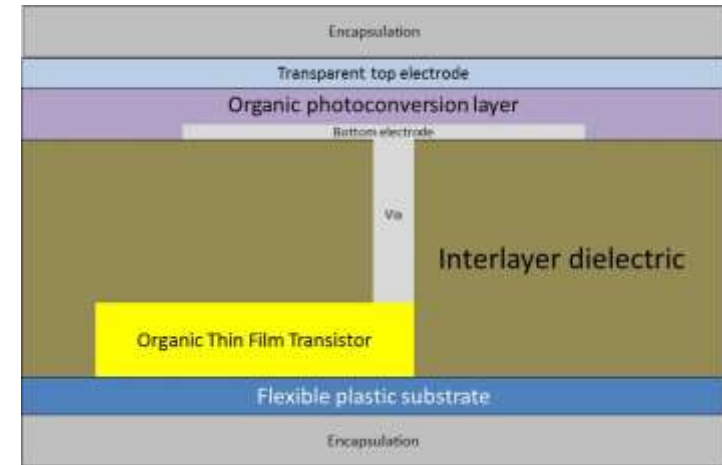 Encapsulation
Transparent top electrode
Organic photoconversion layer
Bottom electrode
Via
Interlayer dielectric
Organic Thin Film Transistor
Flexible plastic substrate
Encapsulation